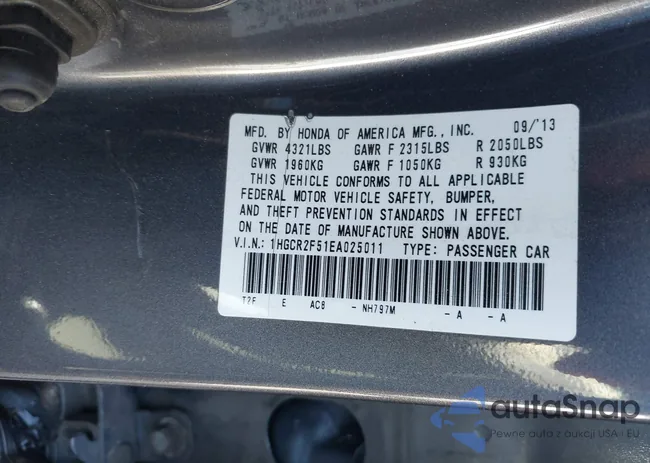 MFD. BY HONDA OF AMERICA MFG., INC. 09/'13
GVWR 4321LBS GAWR F 2315LBS R 2050LBS
GVWR 1960KG GAWR F 1050KG R 930KG
THIS VEHICLE CONFORMS TO ALL APPLICABLE
FEDERAL MOTOR VEHICLE SAFETY, BUMPER,
AND THEFT PREVENTION STANDARDS IN EFFECT
ON THE DATE OF MANUFACTURE SHOWN ABOVE.
V.I.N.: 1HGCR2F51EA025011 TYPE: PASSENGER CAR
T2F E AC8 - NH797M - A - A
autaSnap
Pewne auta z aukcji USA i EU